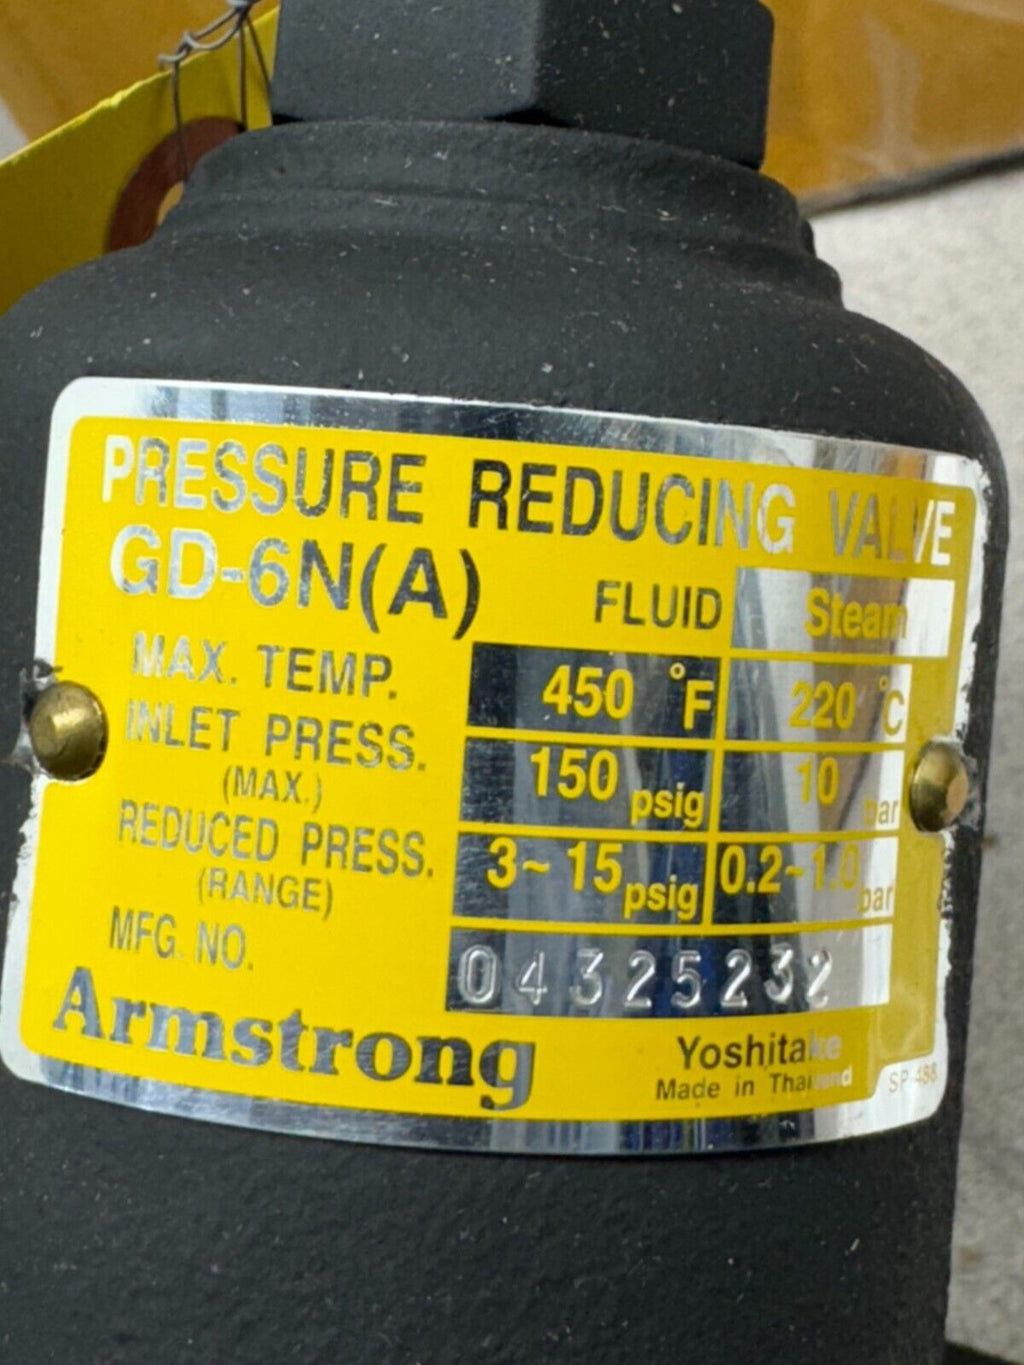 PRESSURE REDUCING VALVE
GD-6N(A)
FLUID Steam
MAX. TEMP. 450 °F 220 °C
INLET PRESS. 150 psig 10 bar
(MAX.)
REDUCED PRESS. 3~15 psig 0.2~1.0 bar
(RANGE)
MFG. NO. 04325232
Armstrong
Yoshitake
Made in Thailand
SP-488